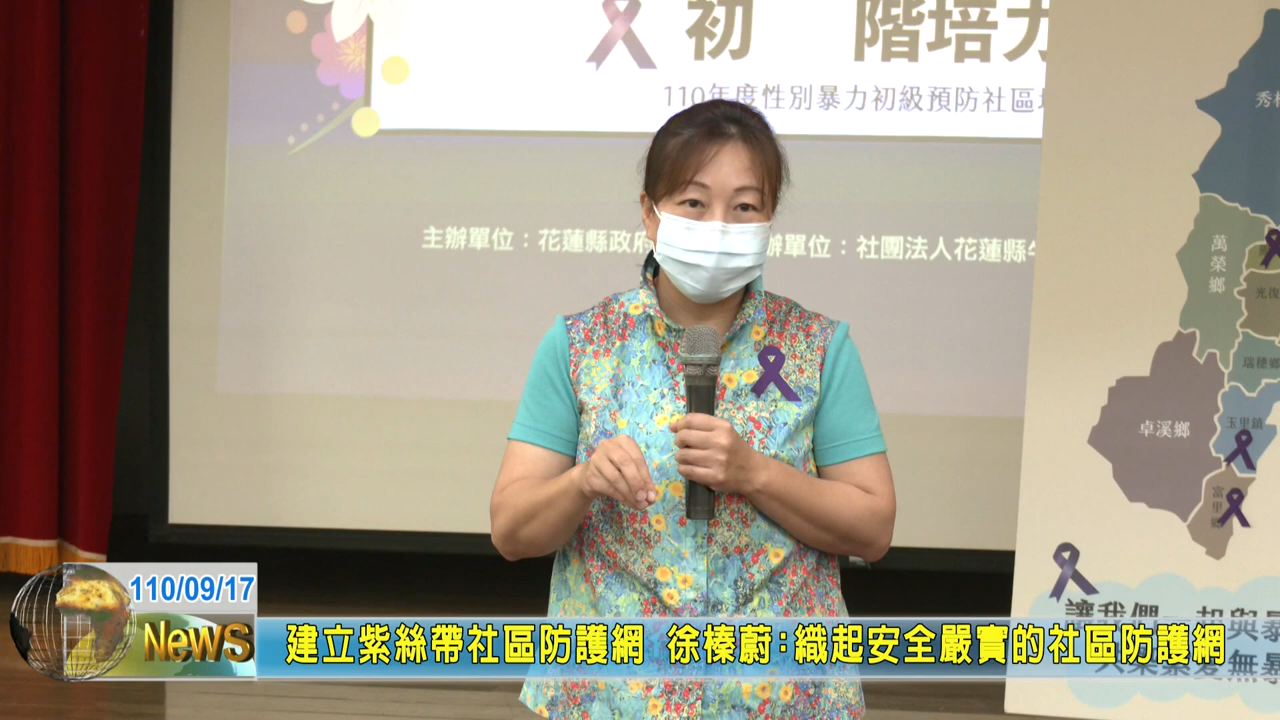 初 階培力
110年度性別暴力初級預防社區
主辦單位：花蓮縣政府
辦單位：社團法人花蓮縣
萬榮鄉
光復
瑞穗鄉
卓溪鄉
玉里鎮
富里鄉
讓我們
110/09/17
News
建立紫絲帶社區防護網 徐榛蔚：織起安全嚴實的社區防護網